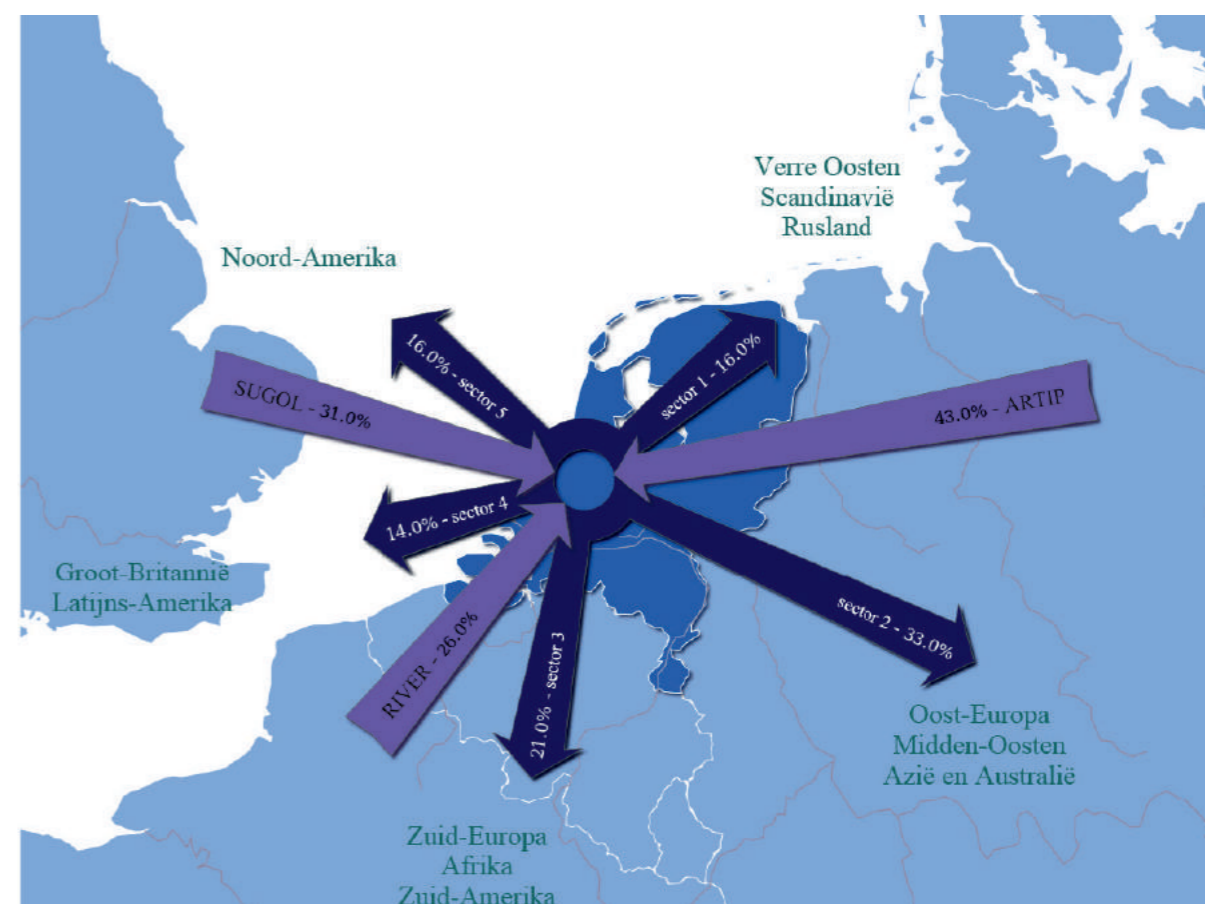 Verre Oosten
Scandinavië
Rusland
Noord-Amerika
16.0% - sector 5
sector 1 - 16.0%
SUGOL - 31.0%
43.0% - ARTIP
14.0% - sector 4
Groot-Britannië
Latijns-Amerika
RIVER - 26.0%
21.0% - sector 3
sector 2 - 33.0%
Oost-Europa
Midden-Oosten
Azië en Australië
Zuid-Europa
Afrika
Zuid-Amerika